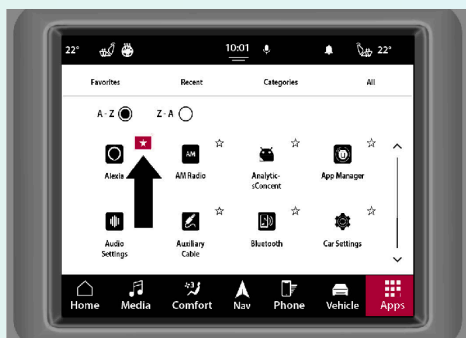 22° 10:01 22°
Favorites Recent Categories All
A - Z Z - A
AM
Alexia AM Radio Analytic- App Manager
sConcent
Audio Auxiliary Bluetooth Car Settings
Settings Cable
Home Media Comfort Nav Phone Vehicle Apps